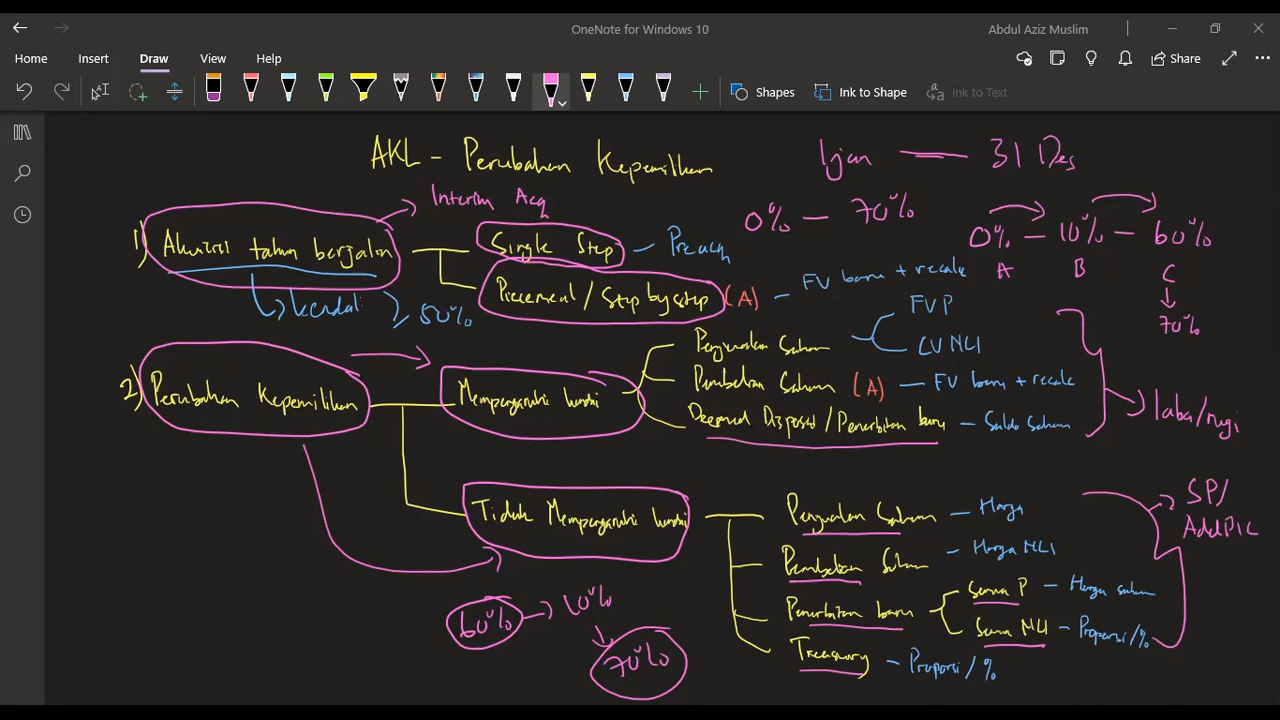 OneNote for Windows 10
Abdul Aziz Muslim
Home Insert Draw View Help
Share
Shapes Ink to Shape Ink to Text
AKL - Perubahan Kepemilikan
1 jan — 31 Des
Interim Acq
0% - 70%
0% - 10% - 60%
A B C
70%
1) Akuisisi tahun berjalan
Single Step - Preacq
Piecemeal / Step by step (A) - FV baru + recale
kendali ≥ 50%
2) Perubahan Kepemilikan
Mempengaruhi kendali
Penjualan Saham
FV P
CV NCI
Pembelian Saham (A) - FV baru + recale
Deemed Disposal / Penerbitan baru - Saldo Saham
laba/rugi
Tidak Mempengaruhi kendali
Penjualan Saham - Harga
Pembelian Saham - Harga NCI
Penerbitan baru
Semua P - Harga saham
Semua NCI - Proporsi / %
Treasury - Proporsi / %
SP/
Add PIC
60% → 10%
70%